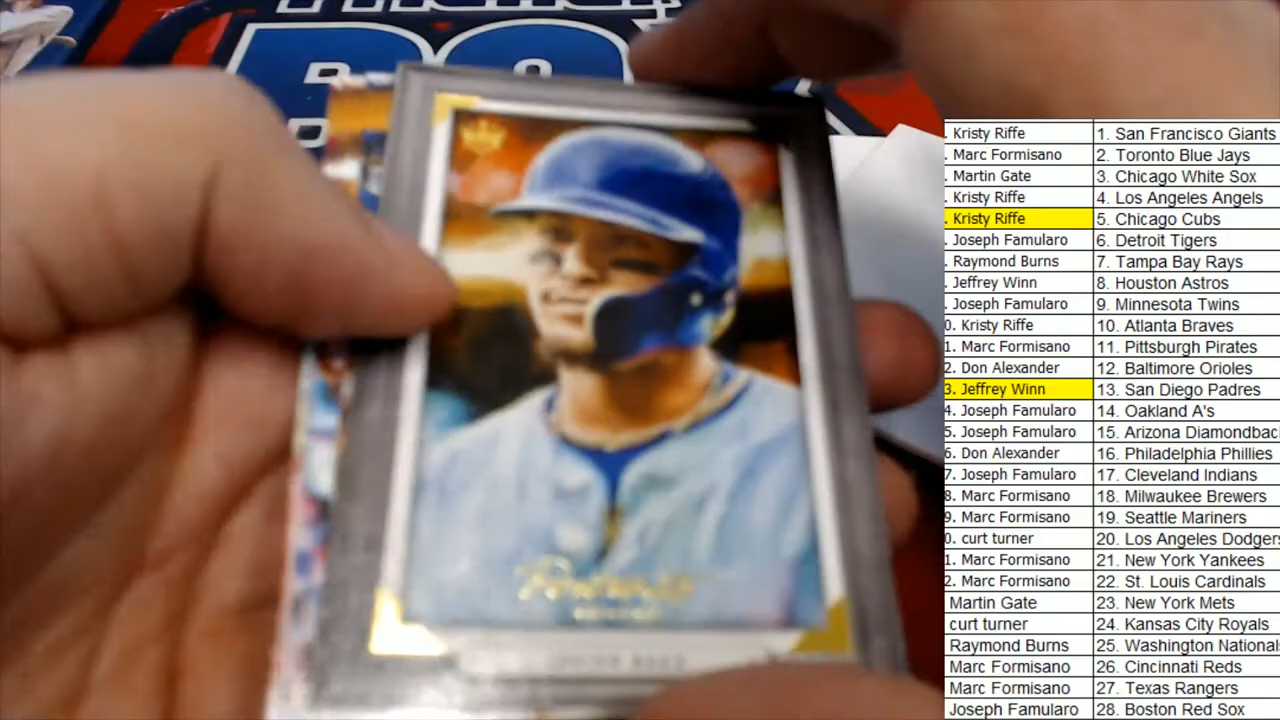 . Kristy Riffe 1. San Francisco Giants
. Marc Formisano 2. Toronto Blue Jays
. Martin Gate 3. Chicago White Sox
. Kristy Riffe 4. Los Angeles Angels
. Kristy Riffe 5. Chicago Cubs
. Joseph Famularo 6. Detroit Tigers
. Raymond Burns 7. Tampa Bay Rays
. Jeffrey Winn 8. Houston Astros
. Joseph Famularo 9. Minnesota Twins
0. Kristy Riffe 10. Atlanta Braves
1. Marc Formisano 11. Pittsburgh Pirates
2. Don Alexander 12. Baltimore Orioles
3. Jeffrey Winn 13. San Diego Padres
4. Joseph Famularo 14. Oakland A's
5. Joseph Famularo 15. Arizona Diamondbac
6. Don Alexander 16. Philadelphia Phillies
7. Joseph Famularo 17. Cleveland Indians
8. Marc Formisano 18. Milwaukee Brewers
9. Marc Formisano 19. Seattle Mariners
0. curt turner 20. Los Angeles Dodgers
1. Marc Formisano 21. New York Yankees
2. Marc Formisano 22. St. Louis Cardinals
Martin Gate 23. New York Mets
curt turner 24. Kansas City Royals
Raymond Burns 25. Washington Nationals
Marc Formisano 26. Cincinnati Reds
Marc Formisano 27. Texas Rangers
Joseph Famularo 28. Boston Red Sox